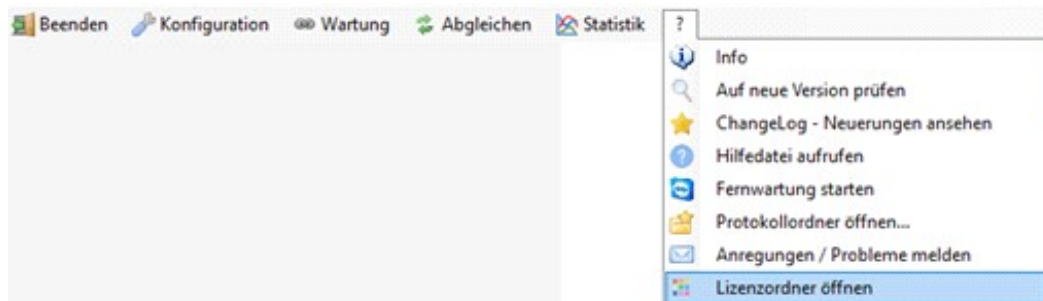 Beenden Konfiguration Wartung Abgleichen Statistik ?
Info
Auf neue Version prüfen
ChangeLog - Neuerungen ansehen
Hilfedatei aufrufen
Fernwartung starten
Protokollordner öffnen...
Anregungen / Probleme melden
Lizenzordner öffnen